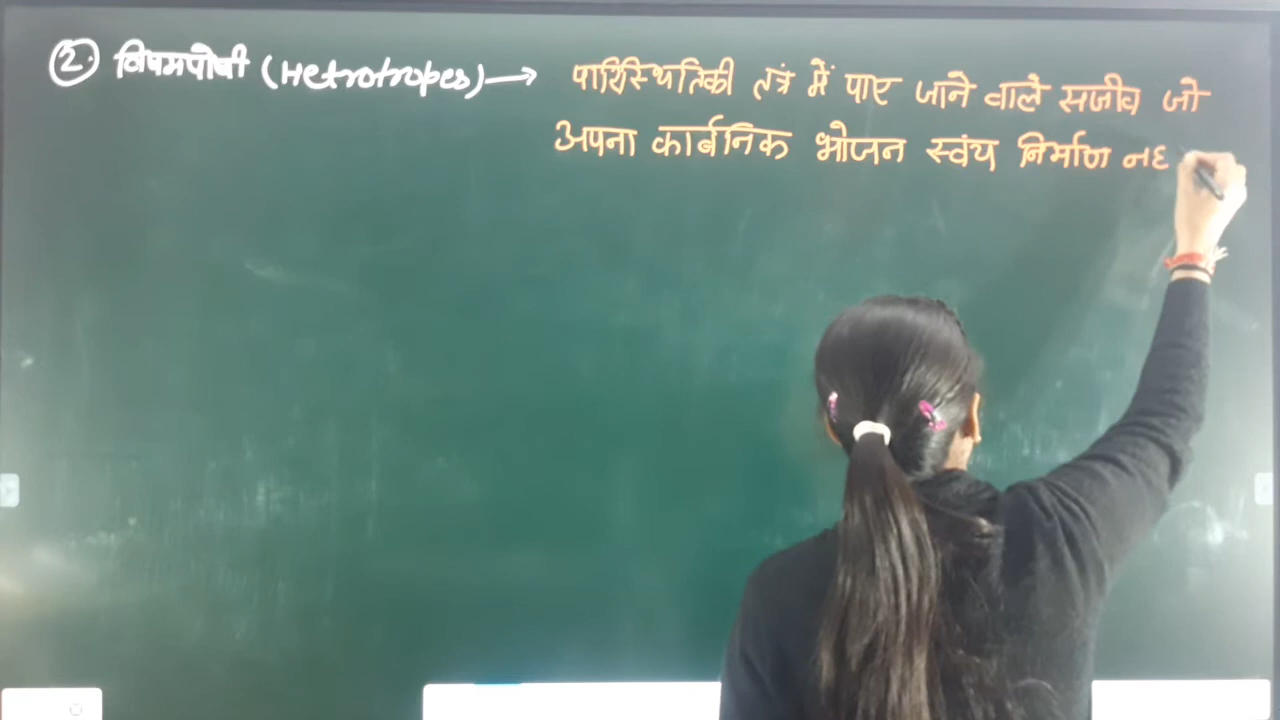 2. विषमपोषी (Hetrotropes) → पारिस्थितिकी तंत्र में पाए जाने वाले सजीव जो
अपना कार्बनिक भोजन स्वंय निर्माण नह